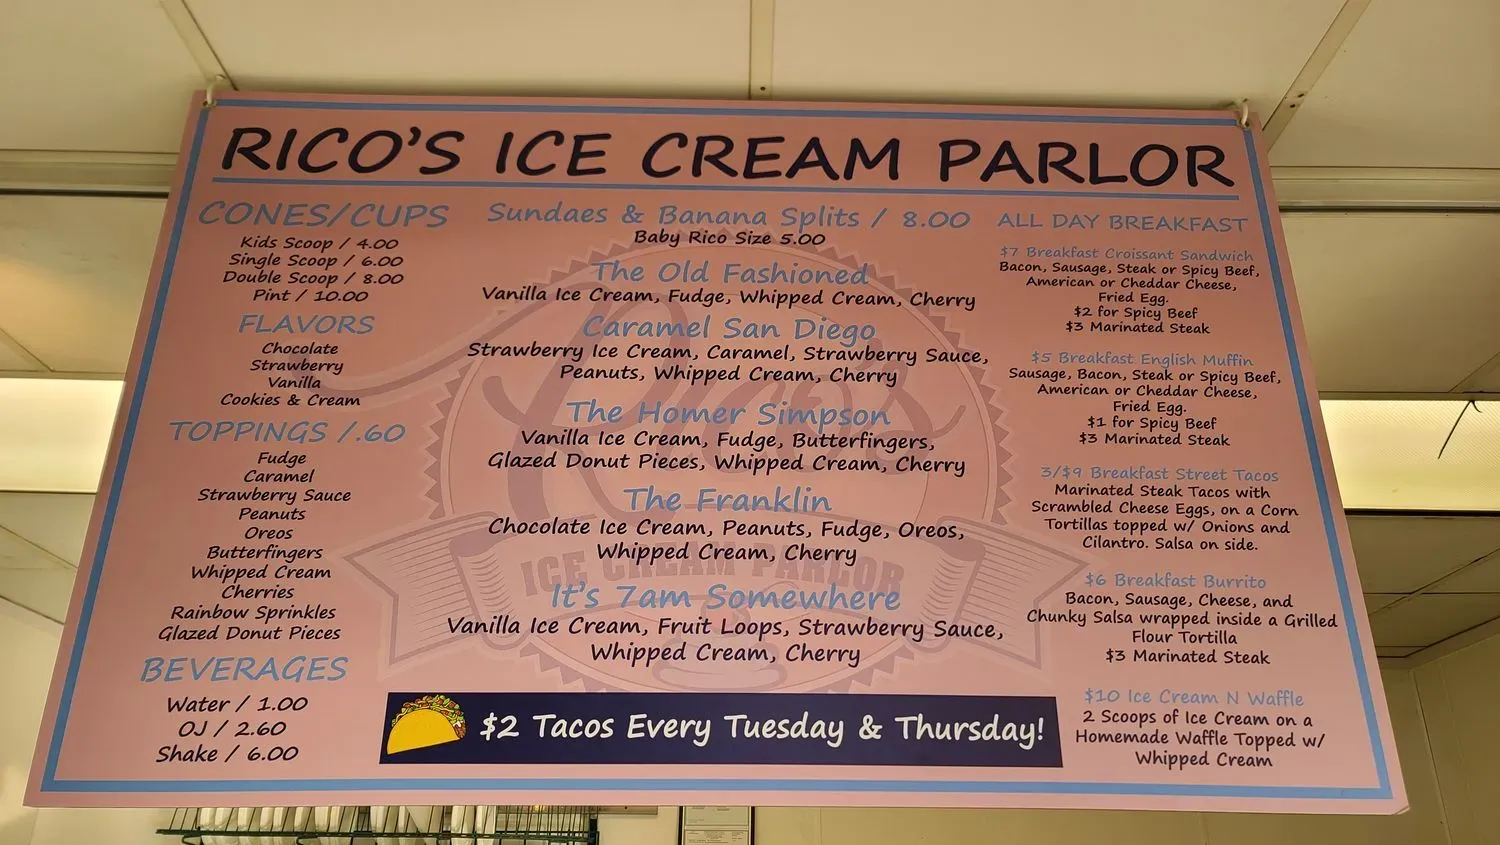 RICO'S ICE CREAM PARLOR
CONES/CUPS
Kids Scoop / 4.00
Single Scoop / 6.00
Double Scoop / 8.00
Pint / 10.00
FLAVORS
Chocolate
Strawberry
Vanilla
Cookies & Cream
TOPPINGS /.60
Fudge
Caramel
Strawberry Sauce
Peanuts
Oreos
Butterfingers
Whipped Cream
Cherries
Rainbow Sprinkles
Glazed Donut Pieces
BEVERAGES
Water / 1.00
OJ / 2.60
Shake / 6.00
Sundaes & Banana Splits / 8.00
Baby Rico Size 5.00
The Old Fashioned
Vanilla Ice Cream, Fudge, Whipped Cream, Cherry
Caramel San Diego
Strawberry Ice Cream, Caramel, Strawberry Sauce,
Peanuts, Whipped Cream, Cherry
The Homer Simpson
Vanilla Ice Cream, Fudge, Butterfingers,
Glazed Donut Pieces, Whipped Cream, Cherry
The Franklin
Chocolate Ice Cream, Peanuts, Fudge, Oreos,
Whipped Cream, Cherry
It's 7am Somewhere
Vanilla Ice Cream, Fruit Loops, Strawberry Sauce,
Whipped Cream, Cherry
Rico's
ICE CREAM PARLOR
$2 Tacos Every Tuesday & Thursday!
ALL DAY BREAKFAST
$7 Breakfast Croissant Sandwich
Bacon, Sausage, Steak or Spicy Beef,
American or Cheddar Cheese,
Fried Egg.
$2 for Spicy Beef
$3 Marinated Steak
$5 Breakfast English Muffin
Sausage, Bacon, Steak or Spicy Beef,
American or Cheddar Cheese,
Fried Egg.
$1 for Spicy Beef
$3 Marinated Steak
3/$9 Breakfast Street Tacos
Marinated Steak Tacos with
Scrambled Cheese Eggs, on a Corn
Tortillas topped w/ Onions and
Cilantro. Salsa on side.
$6 Breakfast Burrito
Bacon, Sausage, Cheese, and
Chunky Salsa wrapped inside a Grilled
Flour Tortilla
$3 Marinated Steak
$10 Ice Cream N Waffle
2 Scoops of Ice Cream on a
Homemade Waffle Topped w/
Whipped Cream